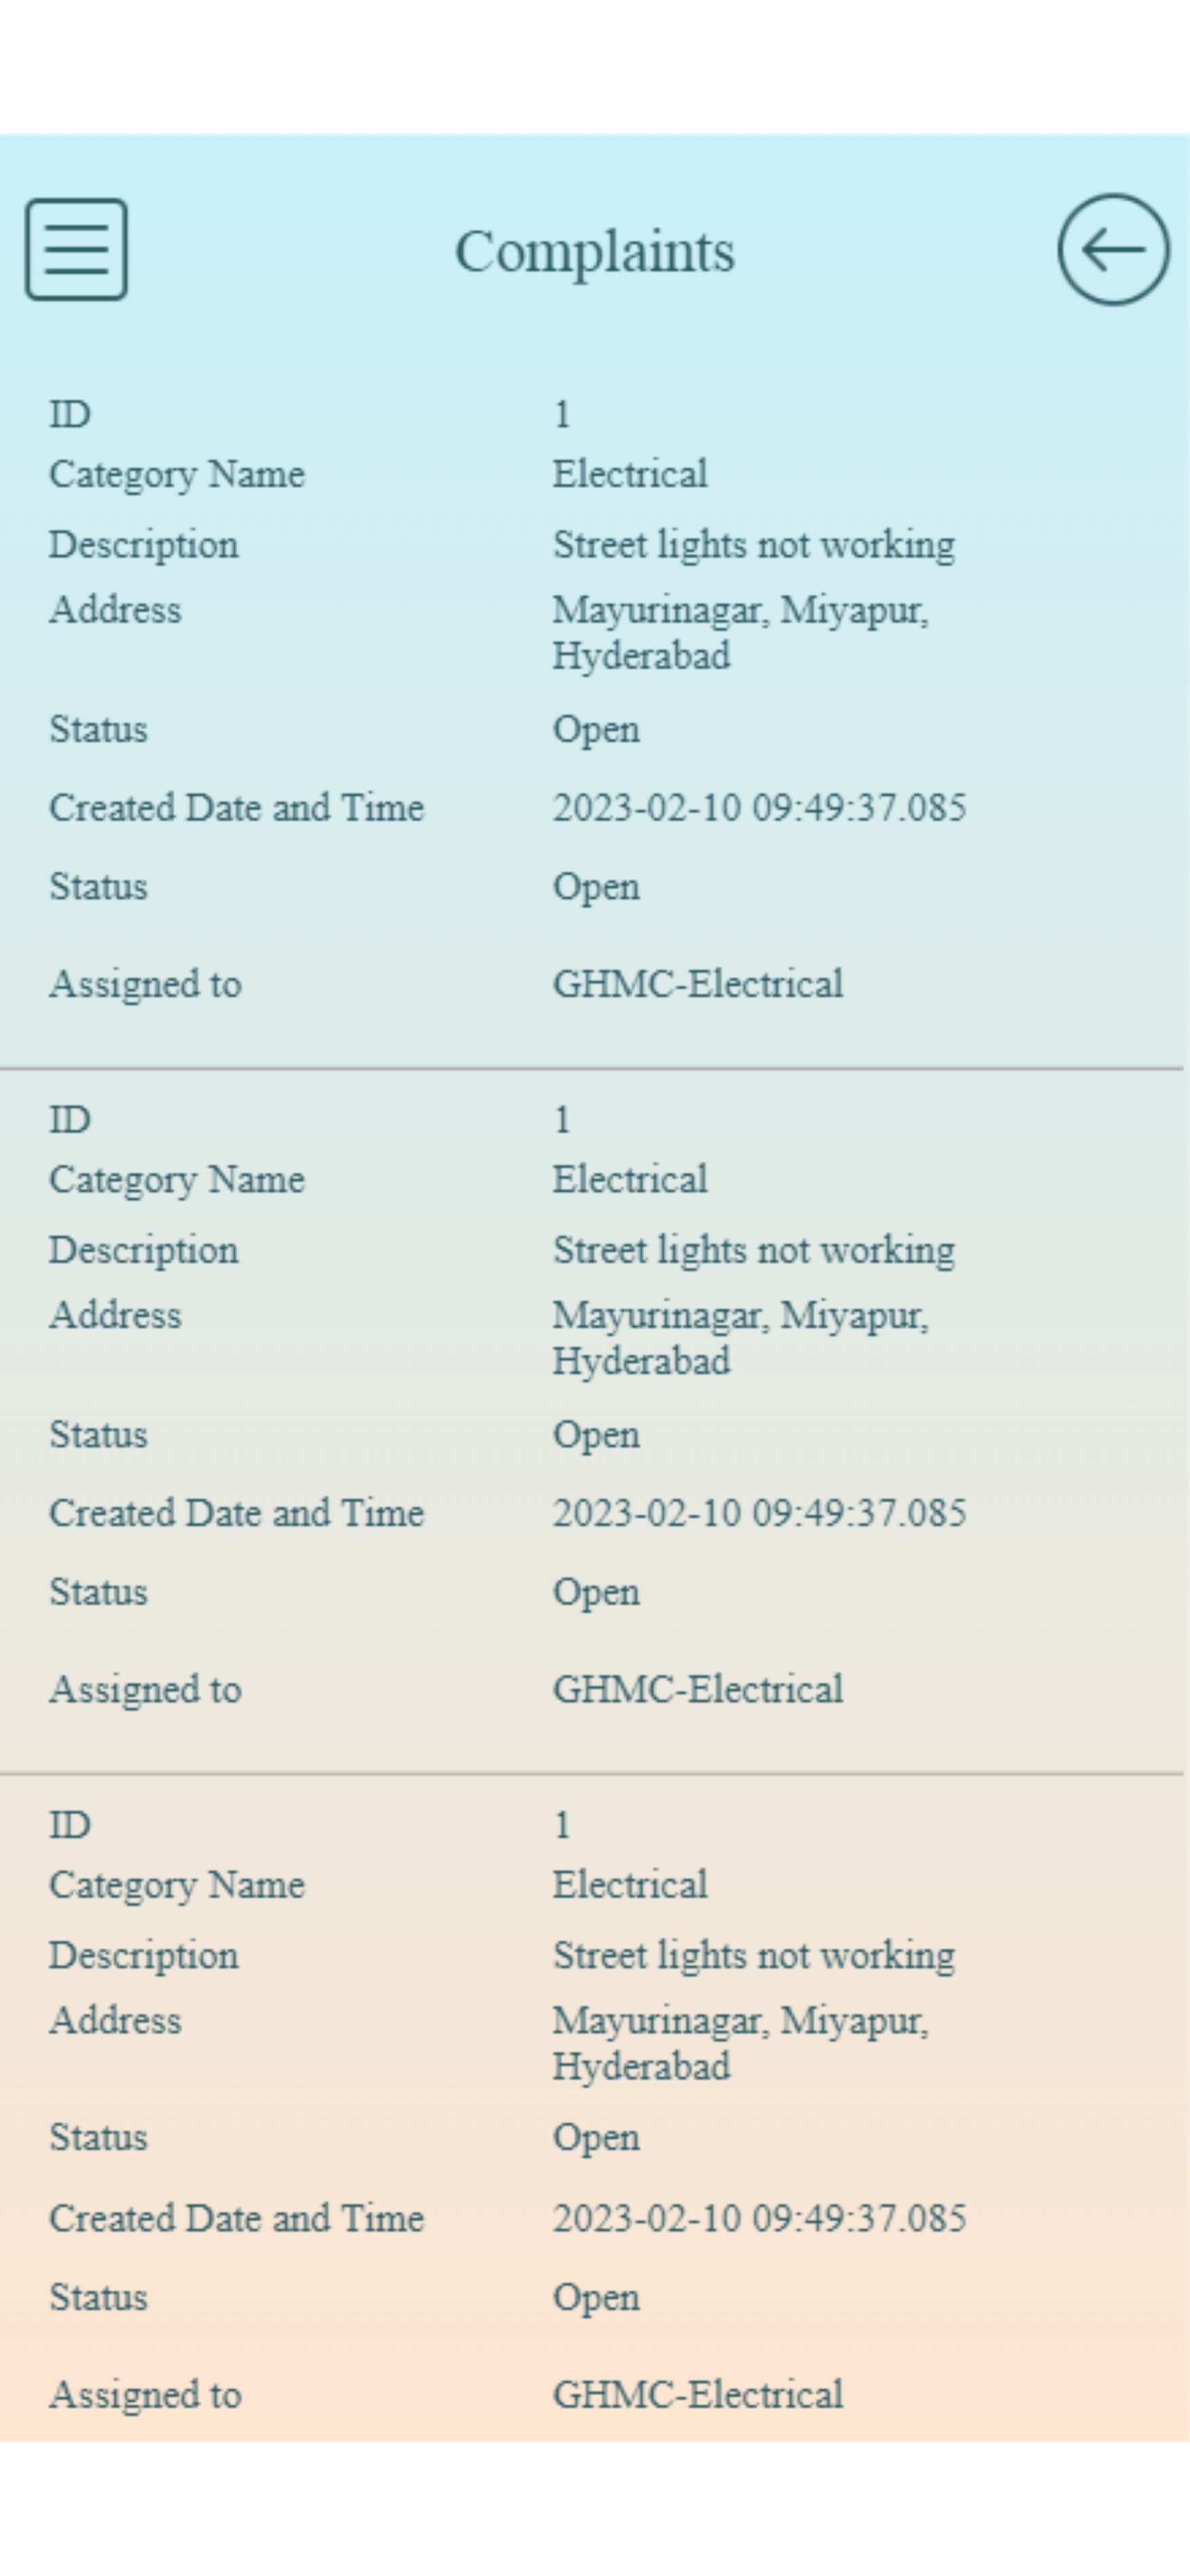 Complaints
ID 1
Category Name Electrical
Description Street lights not working
Address Mayurinagar, Miyapur,
Hyderabad
Status Open
Created Date and Time 2023-02-10 09:49:37.085
Status Open
Assigned to GHMC-Electrical
ID 1
Category Name Electrical
Description Street lights not working
Address Mayurinagar, Miyapur,
Hyderabad
Status Open
Created Date and Time 2023-02-10 09:49:37.085
Status Open
Assigned to GHMC-Electrical
ID 1
Category Name Electrical
Description Street lights not working
Address Mayurinagar, Miyapur,
Hyderabad
Status Open
Created Date and Time 2023-02-10 09:49:37.085
Status Open
Assigned to GHMC-Electrical